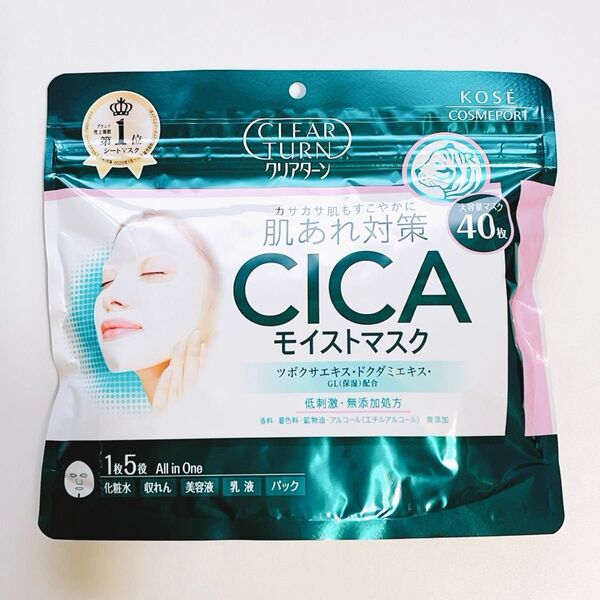 KOSÉ
COSMEPORT
ブランド
売上個数
第1位
シートマスク
CLEAR
TURN
クリアターン
大容量マスク
40枚
カサカサ肌もすこやかに
肌あれ対策
CICA
モイストマスク
ツボクサエキス・ドクダミエキス・
GL(保湿)配合
低刺激・無添加処方
香料・着色料・鉱物油・アルコール(エチルアルコール) 無添加
1枚5役 All in One
化粧水 収れん 美容液 乳液 パック